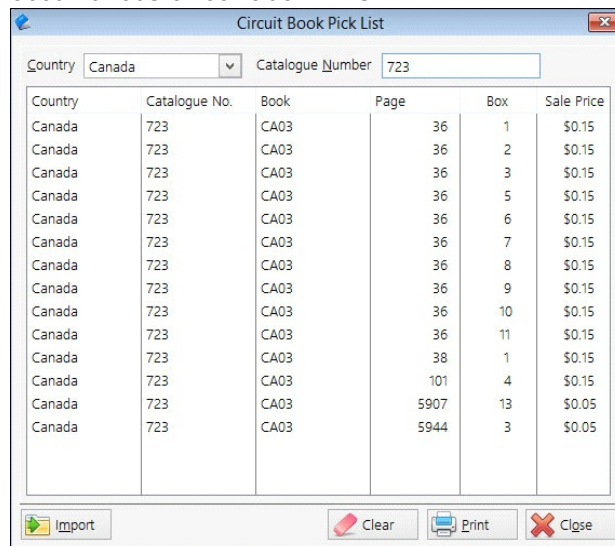 Circuit Book Pick List
Country Canada Catalogue Number 723
Country Catalogue No. Book Page Box Sale Price
Canada 723 CA03 36 1 $0.15
Canada 723 CA03 36 2 $0.15
Canada 723 CA03 36 3 $0.15
Canada 723 CA03 36 5 $0.15
Canada 723 CA03 36 6 $0.15
Canada 723 CA03 36 7 $0.15
Canada 723 CA03 36 8 $0.15
Canada 723 CA03 36 9 $0.15
Canada 723 CA03 36 10 $0.15
Canada 723 CA03 36 11 $0.15
Canada 723 CA03 38 1 $0.15
Canada 723 CA03 101 4 $0.15
Canada 723 CA03 5907 13 $0.05
Canada 723 CA03 5944 3 $0.05
Import Clear Print Close